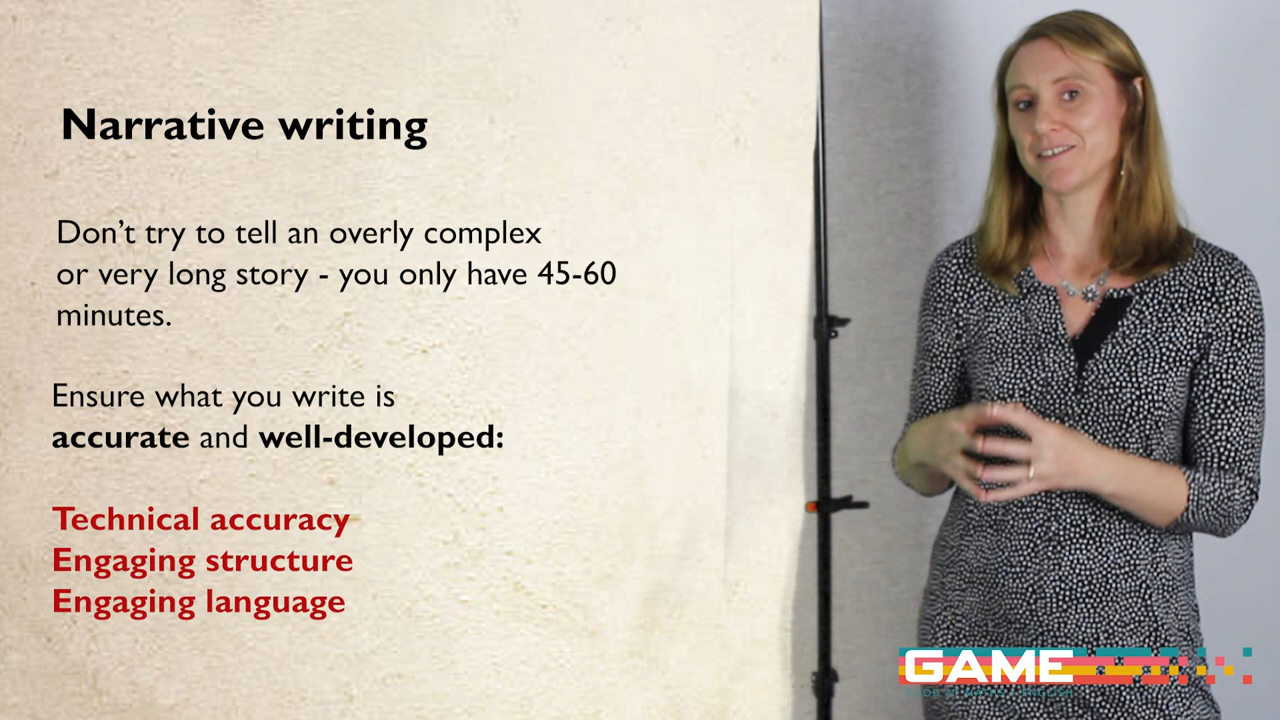 Narrative writing
Don’t try to tell an overly complex
or very long story - you only have 45-60
minutes.
Ensure what you write is
accurate and well-developed:
Technical accuracy
Engaging structure
Engaging language
GAME